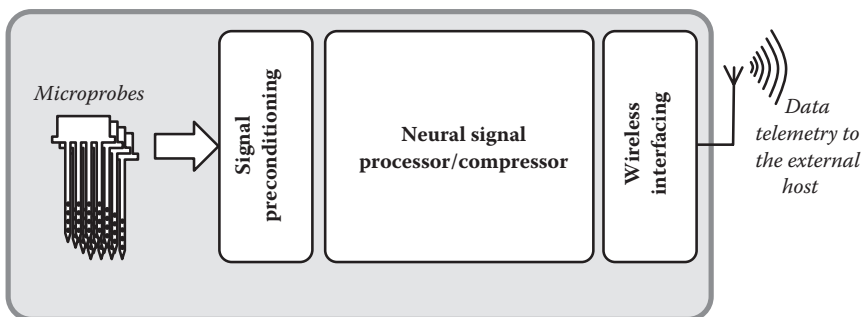 Microprobes
Signal
preconditioning
Neural signal
processor/compressor
Wireless
interfacing
Data
telemetry to
the external
host